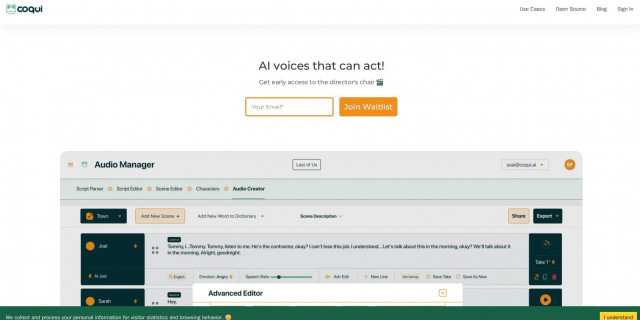 coqui
Use Cases Open Source Blog Sign In
AI voices that can act!
Get early access to the director's chair 🎬
Your Email* Join Waitlist
Audio Manager Last of Us soal@coqui.ai
Script Parser Script Editor Scene Editor Characters Audio Creator
Town Add New Scene + Add New Word to Dictionary + Scene Description Share Export
Joel
Tommy, I...Tommy. Tommy, listen to me. He's the contractor, okay? I can't lose this job. I understand... Let's talk about this in the morning, okay? We'll talk about it
in the morning. Alright, goodnight.
Take 1
AI Joel English Emotion: Angry Speech Rate Adv Edit New Line Save Take Save As New
Sarah Hey.
Advanced Editor
We collect and process your personal information for visitor statistics and browsing behavior. I understand